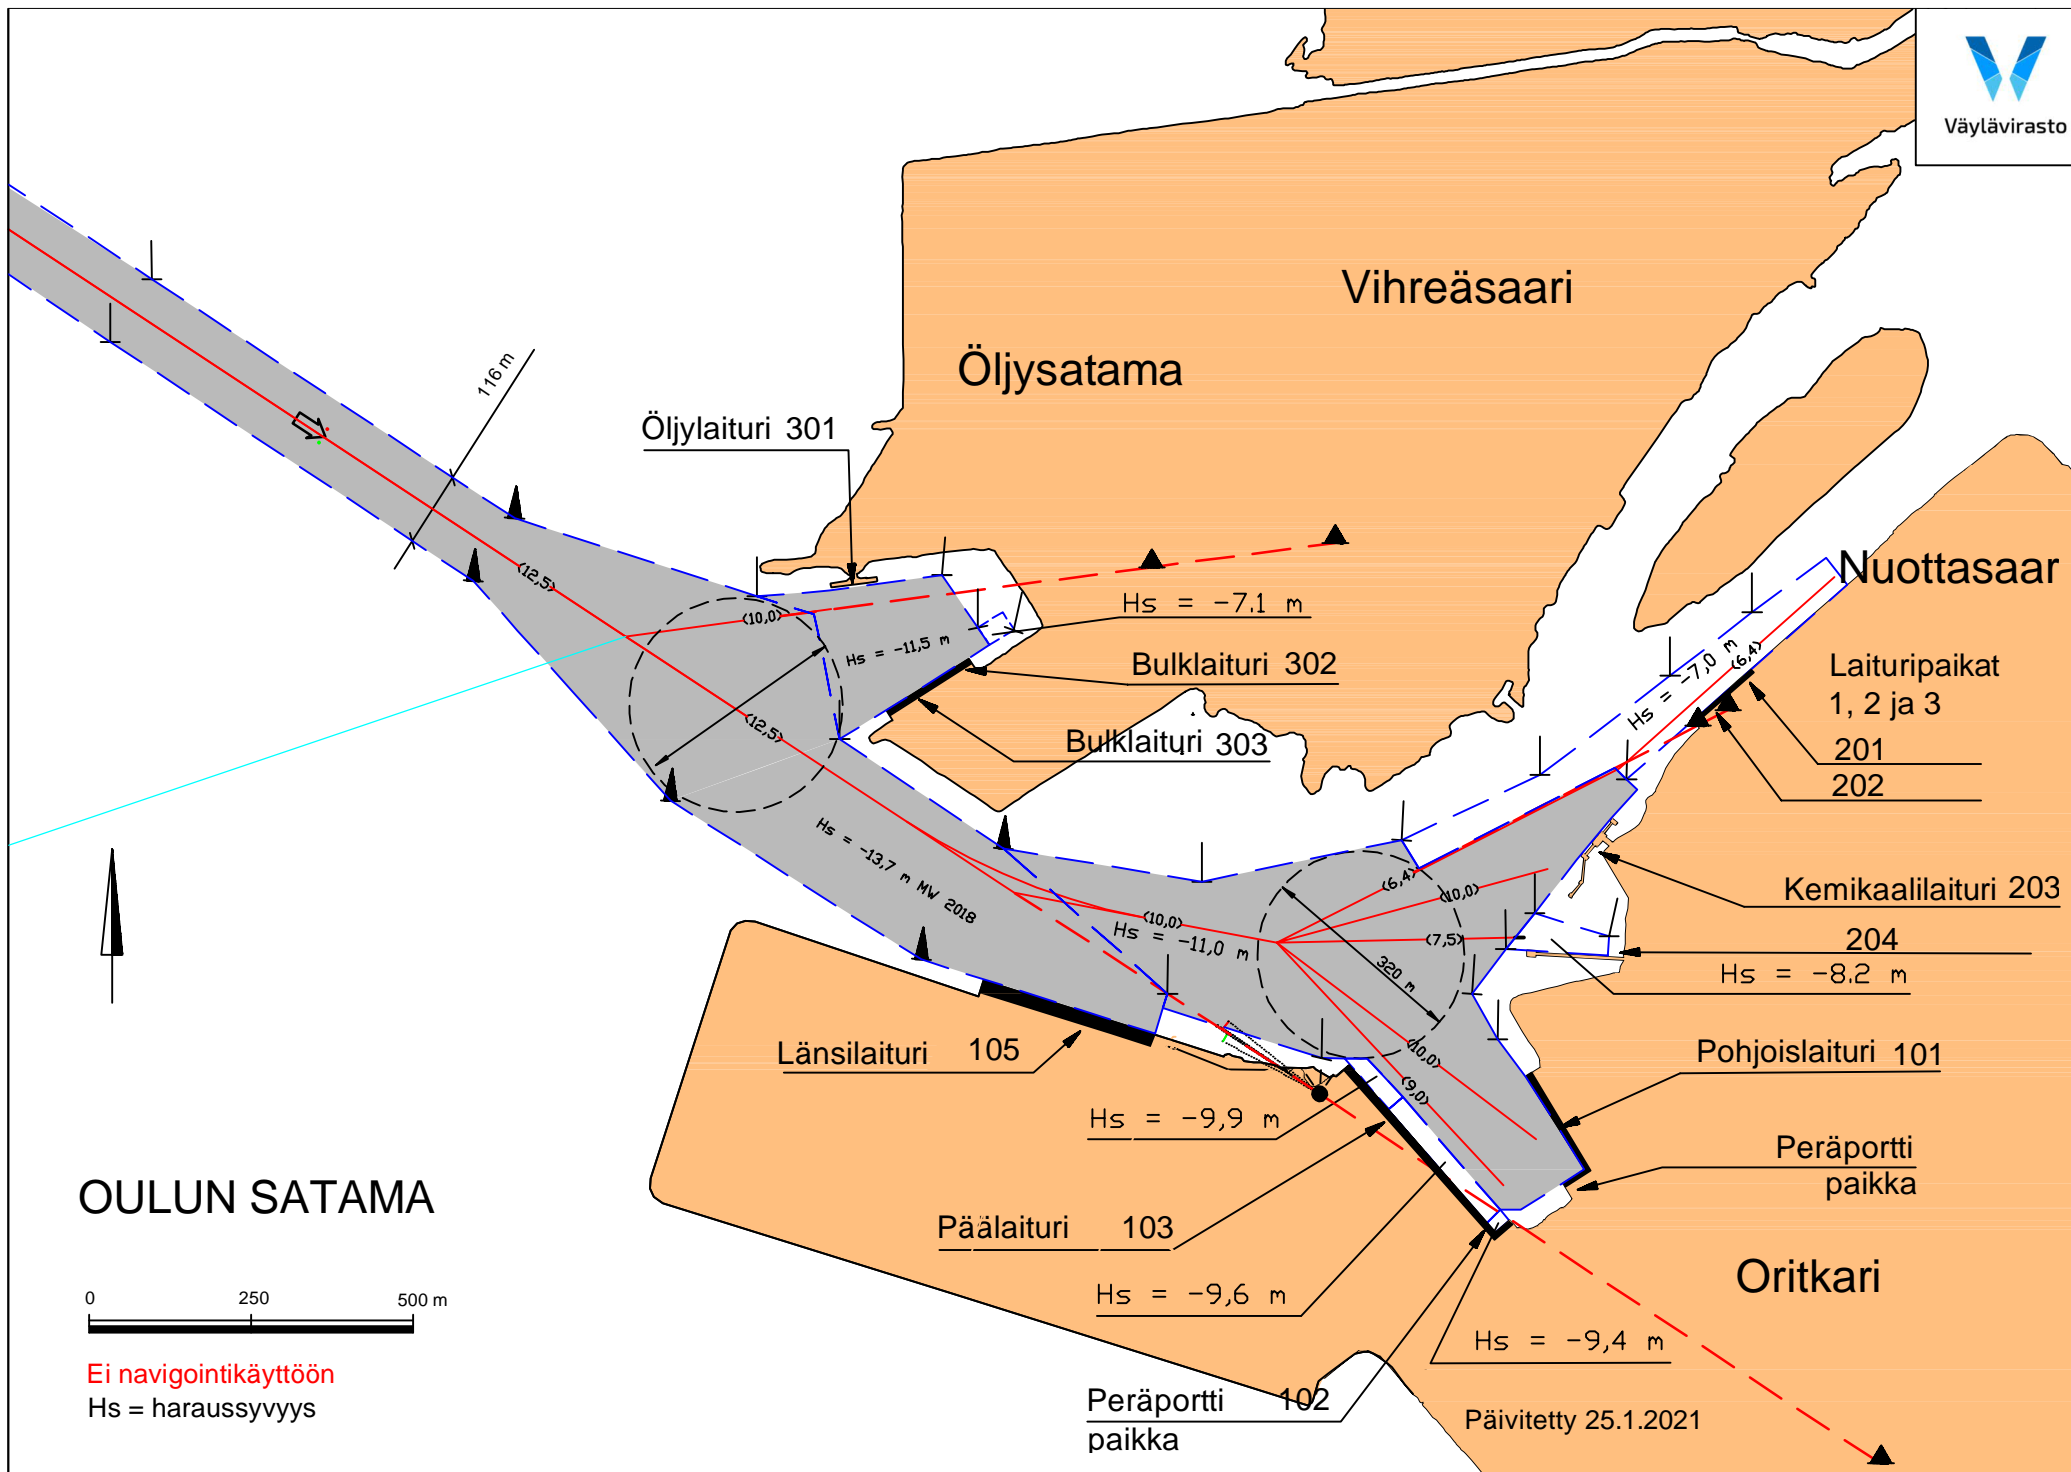 Väylävirasto
Vihreäsaari
Öljysatama
116 m
Öljylaituri 301
Nuottasaar
(12,5)
(10,0)
Hs = -7.1 m
Hs = -11,5 m
Bulklaituri 302
Hs = -7,0 m
(6,4)
Laituripaikat
1, 2 ja 3
(12,5)
Bulklaituri 303
201
202
Hs = -13,7 m MW 2018
(6,4)
(10,0)
Kemikaalilaituri 203
(10,0)
Hs = -11,0 m
(7,5)
204
320 m
Hs = -8.2 m
Länsilaituri 105
(10,0)
Pohjoislaituri 101
(9,0)
Hs = -9,9 m
Peräportti
paikka
OULUN SATAMA
Päälaituri 103
Oritkari
0 250 500 m
Hs = -9,6 m
Hs = -9,4 m
Ei navigointikäyttöön
Hs = haraussyvyys
Peräportti 102
paikka
Päivitetty 25.1.2021